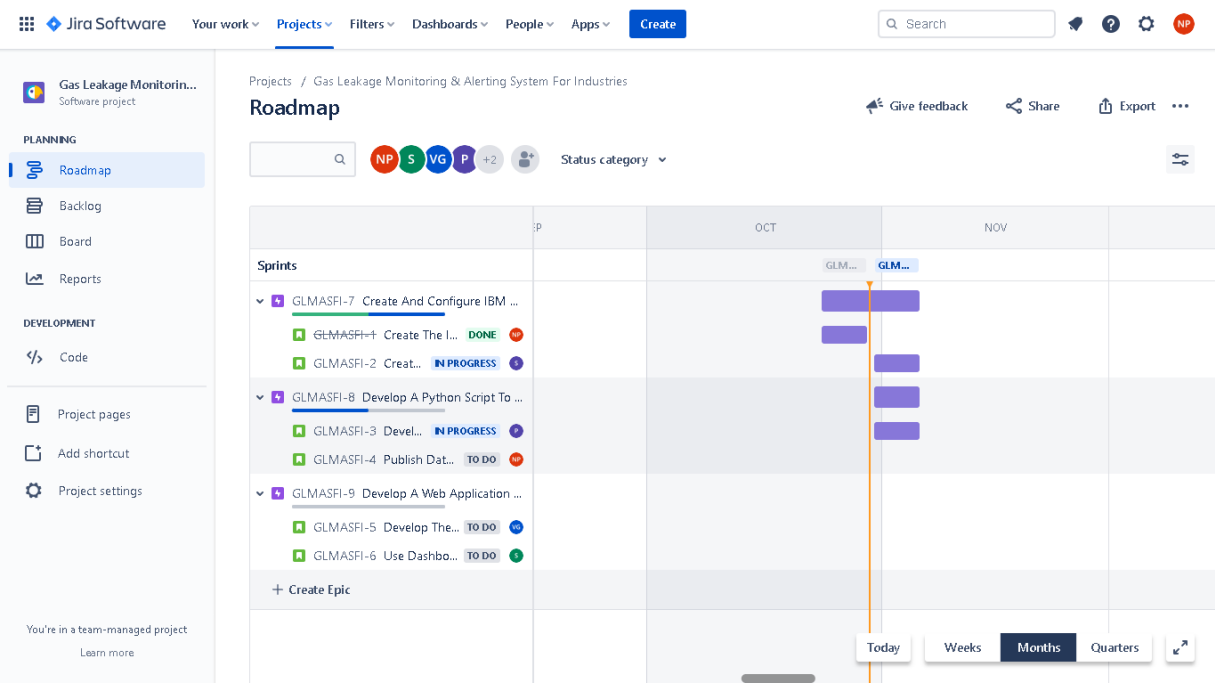 Jira Software Your work Projects Filters Dashboards People Apps Create Search NP
Gas Leakage Monitorin...
Software project
PLANNING
Roadmap
Backlog
Board
Reports
DEVELOPMENT
Code
Project pages
Add shortcut
Project settings
You're in a team-managed project
Learn more
Projects / Gas Leakage Monitoring & Alerting System For Industries
Roadmap
Give feedback Share Export
NP S VG P +2 Status category
OCT NOV
Sprints GLM... GLM...
GLMASFI-7 Create And Configure IBM ...
GLMASFI-1 Create The I... DONE NP
GLMASFI-2 Creat... IN PROGRESS S
GLMASFI-8 Develop A Python Script To ...
GLMASFI-3 Devel... IN PROGRESS P
GLMASFI-4 Publish Dat... TO DO NP
GLMASFI-9 Develop A Web Application ...
GLMASFI-5 Develop The... TO DO VG
GLMASFI-6 Use Dashbo... TO DO S
+ Create Epic
Today Weeks Months Quarters